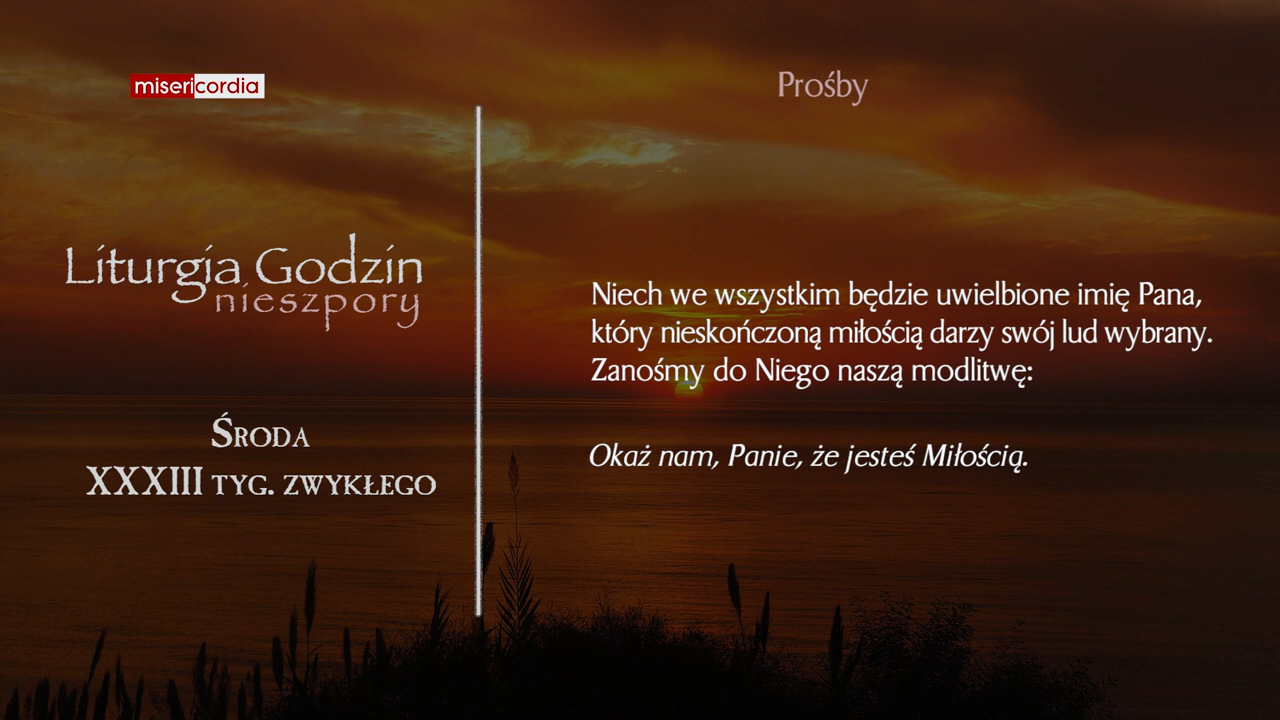 misericordia
Liturgia Godzin
nieszpory
Środa
XXXIII tyg. zwykłego
Prośby
Niech we wszystkim będzie uwielbione imię Pana,
który nieskończoną miłością darzy swój lud wybrany.
Zanośmy do Niego naszą modlitwę:
Okaż nam, Panie, że jesteś Miłością.